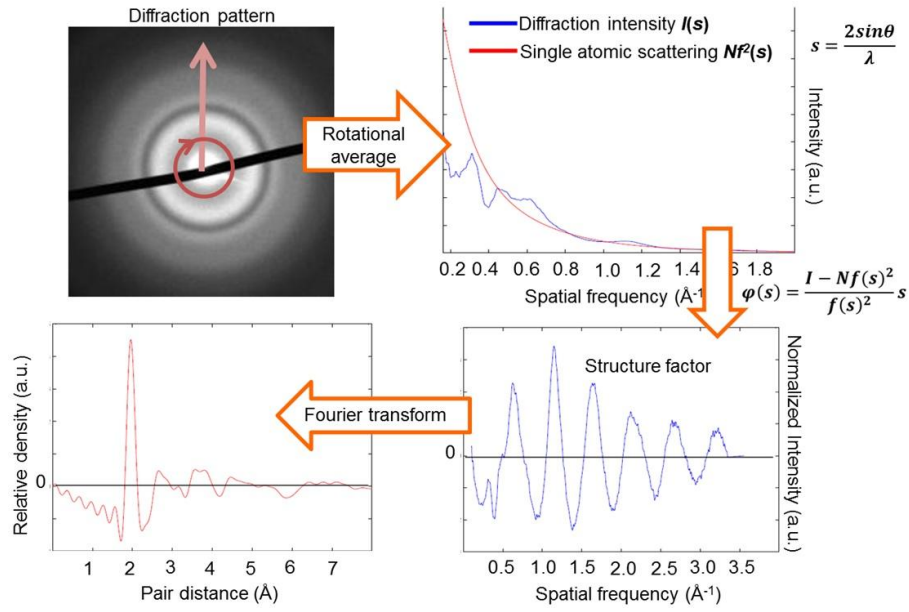 Diffraction pattern
Rotational
average
Diffraction intensity I(s)
Single atomic scattering Nf²(s)
s = 2sinθ / λ
Intensity (a.u.)
0.2 0.4 0.6 0.8 1.0 1.2 1.4 1.6 1.8
Spatial frequency (Å⁻¹)
φ(s) = (I − Nf(s)²) / f(s)² s
Structure factor
Normalized Intensity
(a.u.)
0
0.5 1.0 1.5 2.0 2.5 3.0 3.5
Spatial frequency (Å⁻¹)
Fourier transform
Relative density (a.u.)
0
1 2 3 4 5 6 7
Pair distance (Å)